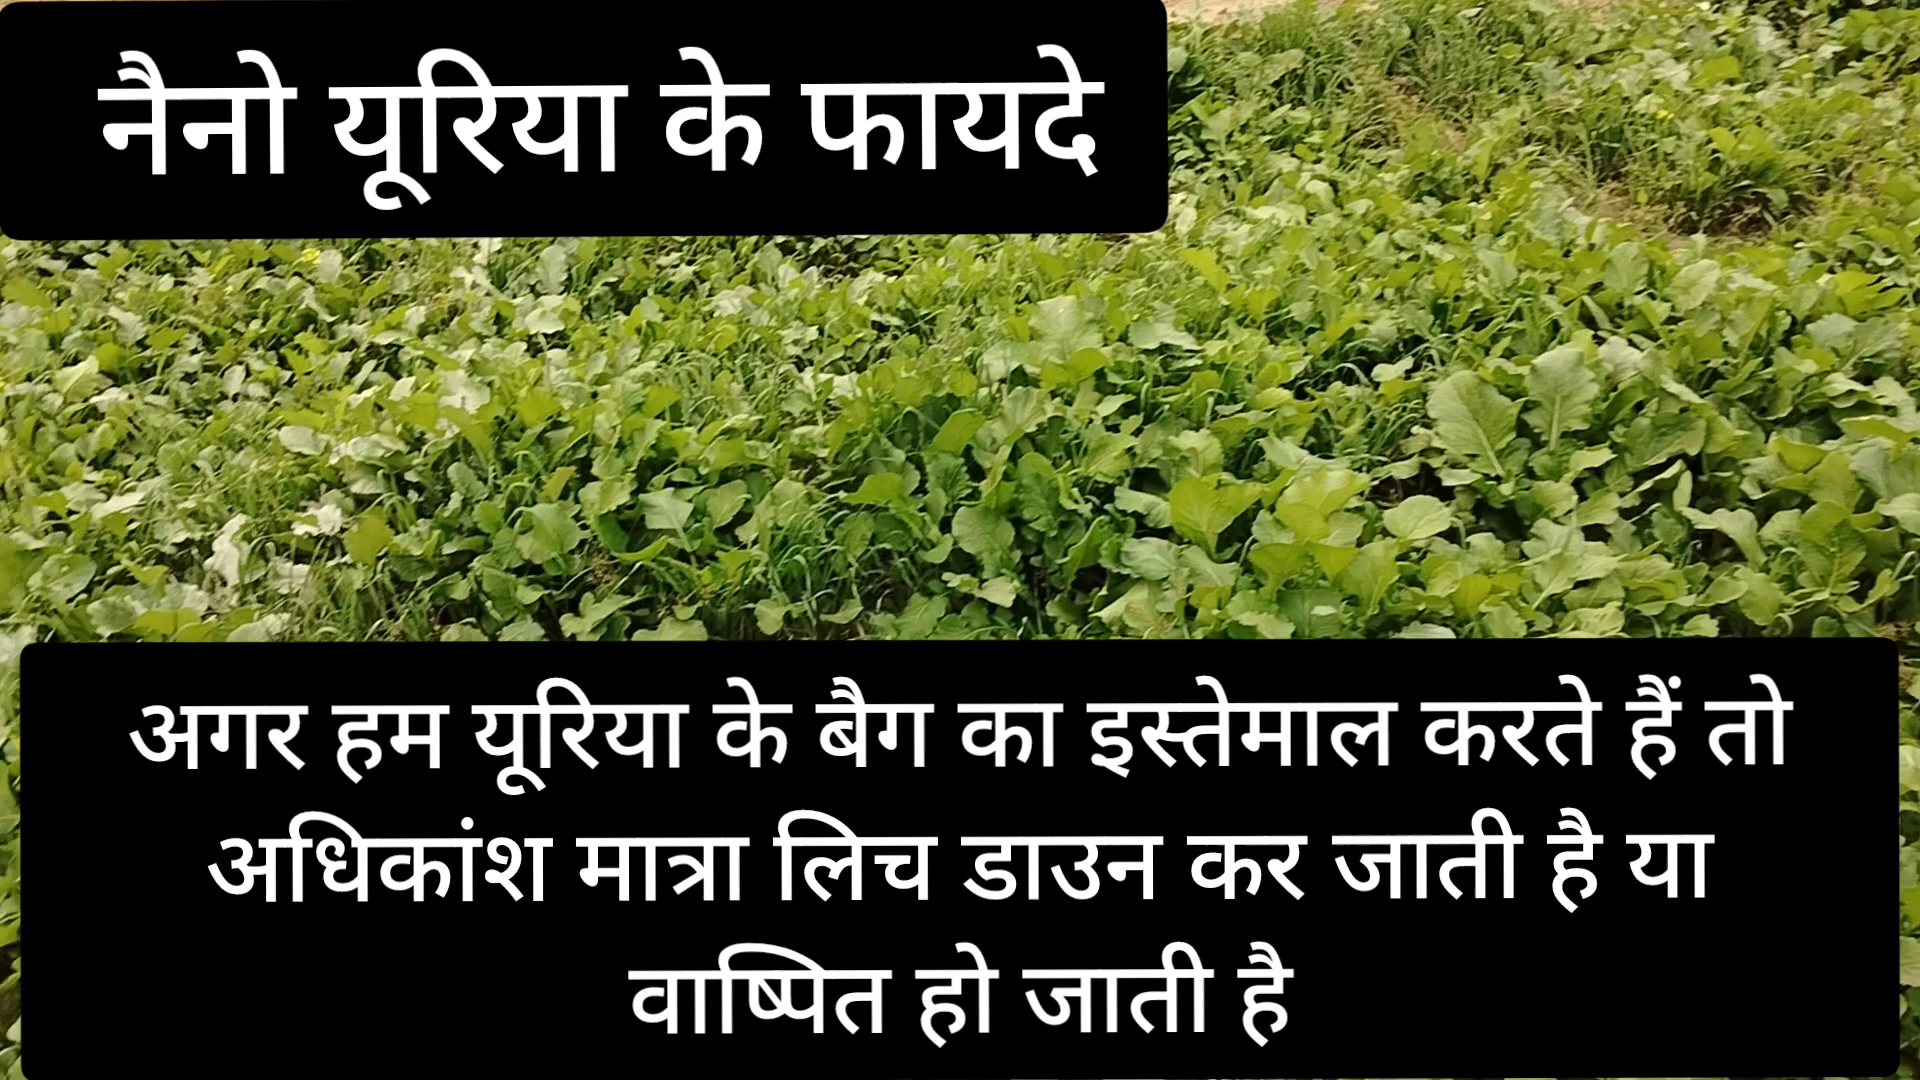 नैनो यूरिया के फायदे
अगर हम यूरिया के बैग का इस्तेमाल करते हैं तो
अधिकांश मात्रा लिच डाउन कर जाती है या
वाष्पित हो जाती है